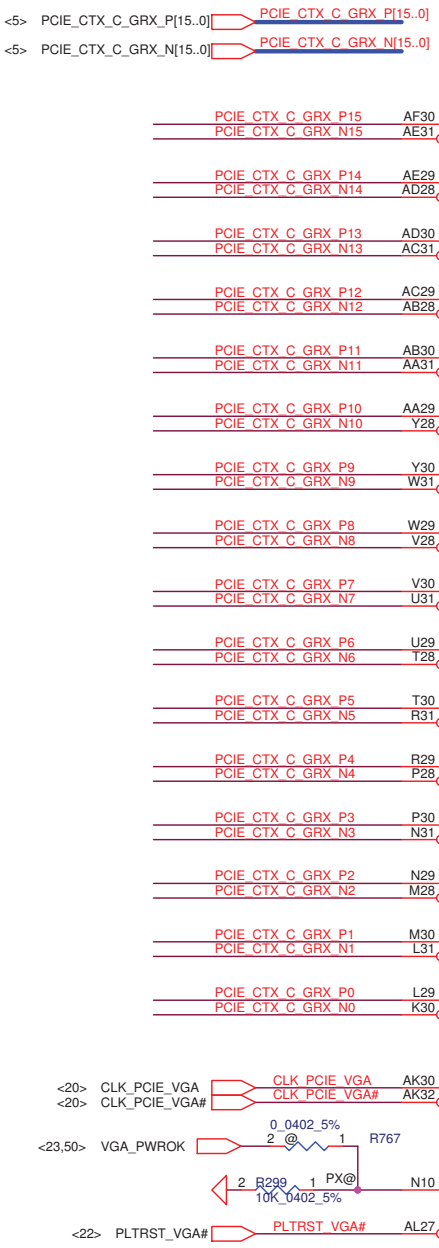 <5> PCIE_CTX_C_GRX_P[15..0] PCIE_CTX_C_GRX_P[15..0]
<5> PCIE_CTX_C_GRX_N[15..0] PCIE_CTX_C_GRX_N[15..0]
PCIE_CTX_C_GRX_P15 AF30
PCIE_CTX_C_GRX_N15 AE31
PCIE_CTX_C_GRX_P14 AE29
PCIE_CTX_C_GRX_N14 AD28
PCIE_CTX_C_GRX_P13 AD30
PCIE_CTX_C_GRX_N13 AC31
PCIE_CTX_C_GRX_P12 AC29
PCIE_CTX_C_GRX_N12 AB28
PCIE_CTX_C_GRX_P11 AB30
PCIE_CTX_C_GRX_N11 AA31
PCIE_CTX_C_GRX_P10 AA29
PCIE_CTX_C_GRX_N10 Y28
PCIE_CTX_C_GRX_P9 Y30
PCIE_CTX_C_GRX_N9 W31
PCIE_CTX_C_GRX_P8 W29
PCIE_CTX_C_GRX_N8 V28
PCIE_CTX_C_GRX_P7 V30
PCIE_CTX_C_GRX_N7 U31
PCIE_CTX_C_GRX_P6 U29
PCIE_CTX_C_GRX_N6 T28
PCIE_CTX_C_GRX_P5 T30
PCIE_CTX_C_GRX_N5 R31
PCIE_CTX_C_GRX_P4 R29
PCIE_CTX_C_GRX_N4 P28
PCIE_CTX_C_GRX_P3 P30
PCIE_CTX_C_GRX_N3 N31
PCIE_CTX_C_GRX_P2 N29
PCIE_CTX_C_GRX_N2 M28
PCIE_CTX_C_GRX_P1 M30
PCIE_CTX_C_GRX_N1 L31
PCIE_CTX_C_GRX_P0 L29
PCIE_CTX_C_GRX_N0 K30
<20> CLK_PCIE_VGA CLK_PCIE_VGA AK30
<20> CLK_PCIE_VGA# CLK_PCIE_VGA# AK32
0_0402_5%
<23,50> VGA_PWROK 2 @ 1 R767
2 R299 1 PX@ N10
10K_0402_5%
<22> PLTRST_VGA# PLTRST_VGA# AL27